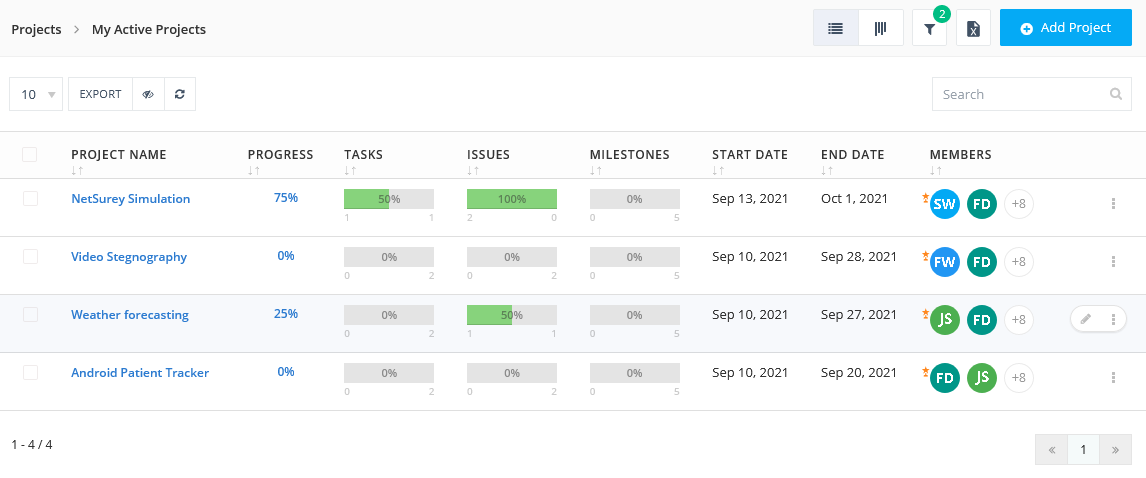 Projects > My Active Projects
2
Add Project
10 EXPORT
Search
PROJECT NAME PROGRESS TASKS ISSUES MILESTONES START DATE END DATE MEMBERS
NetSurey Simulation 75% 50% 100% 0% Sep 13, 2021 Oct 1, 2021 SW FD +8
1 1 2 0 0 5
Video Stegnography 0% 0% 0% 0% Sep 10, 2021 Sep 28, 2021 FW FD +8
0 2 0 2 0 5
Weather forecasting 25% 0% 50% 0% Sep 10, 2021 Sep 27, 2021 JS FD +8
0 2 1 1 0 5
Android Patient Tracker 0% 0% 0% 0% Sep 10, 2021 Sep 20, 2021 FD JS +8
0 2 0 2 0 5
1 - 4 / 4
« 1 »